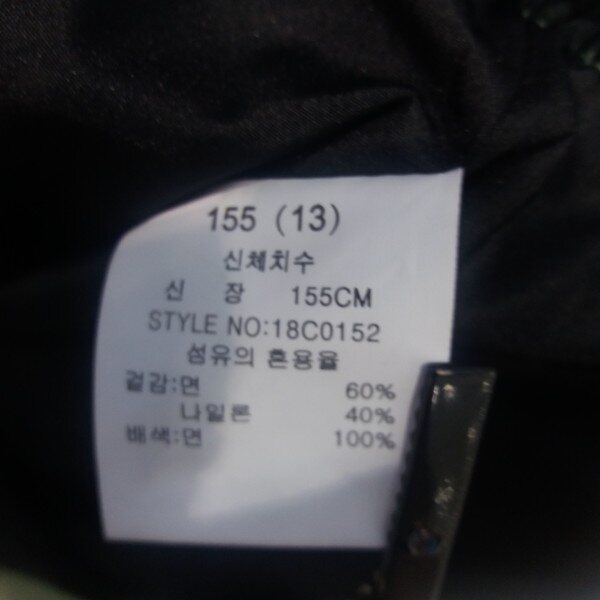 155 (13)
신체치수
신 장 155CM
STYLE NO:18C0152
섬유의 혼용율
겉감:면 60%
나일론 40%
배색:면 100%